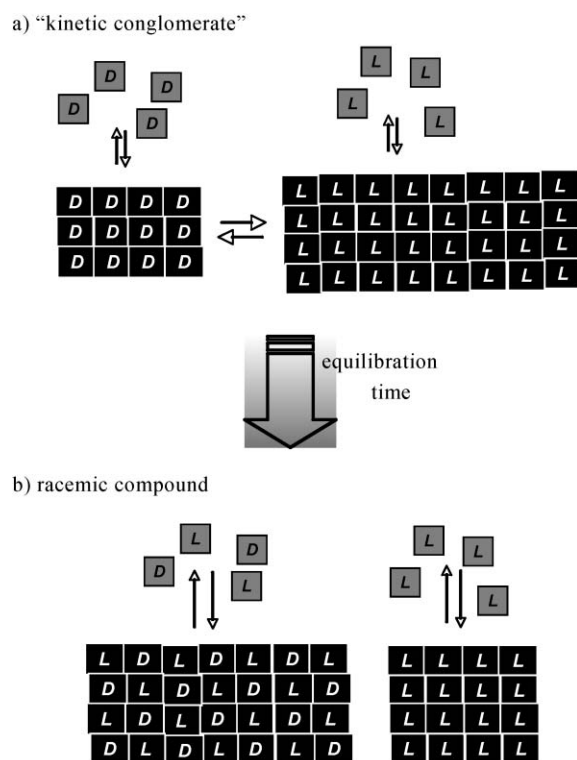 a) "kinetic conglomerate"
D D
D D
L L
L L
D D D D
D D D D
D D D D
L L L L L L L L
L L L L L L L L
L L L L L L L L
L L L L L L L L
equilibration
time
b) racemic compound
L D
D L
L L
L L
L D L D L D L
D L D L D L D
L D L D L D L
D L D L D L D
L L L L
L L L L
L L L L
L L L L